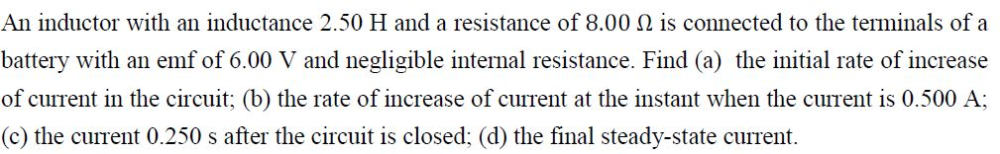 An inductor with an inductance 2.50 H and a resistance of 8.00 Ω is connected to the terminals of a
battery with an emf of 6.00 V and negligible internal resistance. Find (a) the initial rate of increase
of current in the circuit; (b) the rate of increase of current at the instant when the current is 0.500 A;
(c) the current 0.250 s after the circuit is closed; (d) the final steady-state current.